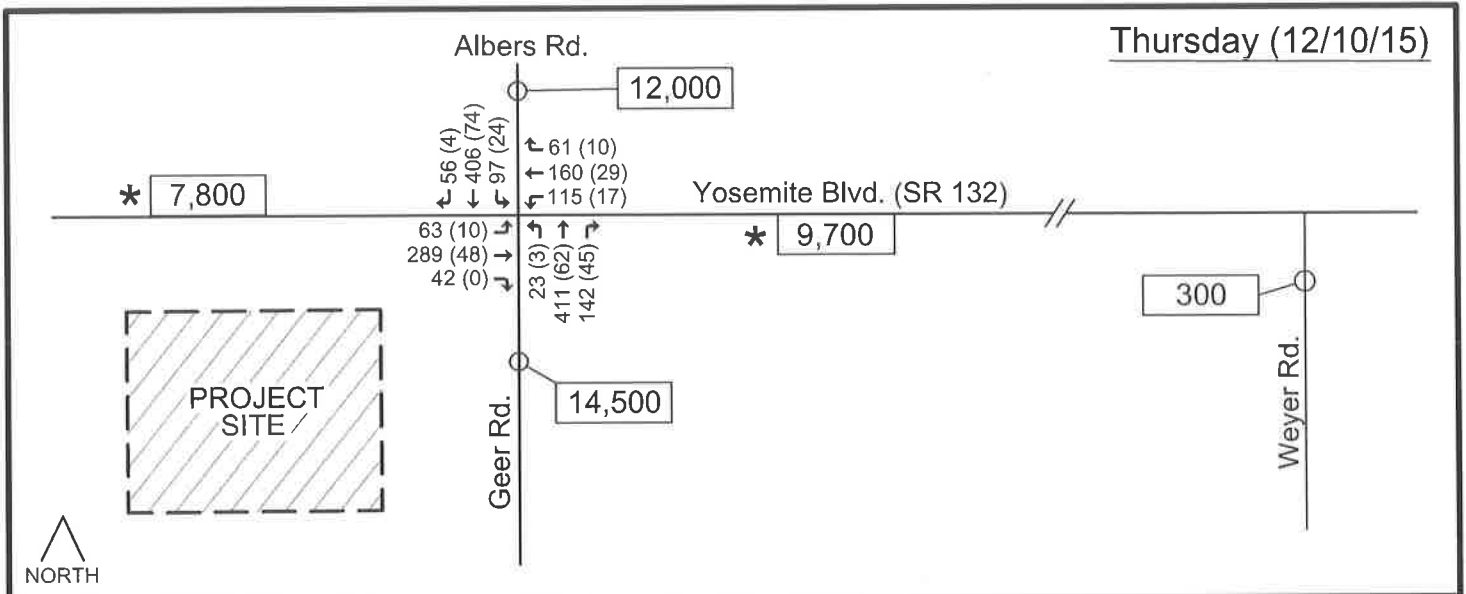 Thursday (12/10/15)
Albers Rd.
12,000
56 (4)
406 (74)
97 (24)
61 (10)
160 (29)
115 (17)
* 7,800
Yosemite Blvd. (SR 132)
* 9,700
63 (10)
289 (48)
42 (0)
23 (3)
411 (62)
142 (45)
300
Weyer Rd.
PROJECT
SITE
14,500
Geer Rd.
NORTH